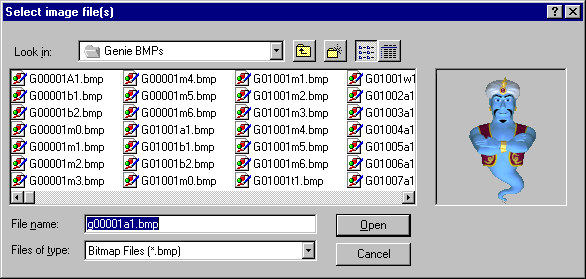 Select image file(s)
Look in: Genie BMPs
G00001A1.bmp G00001m4.bmp G01001m1.bmp G01001w1
G00001b1.bmp G00001m5.bmp G01001m2.bmp G01002a1
G00001b2.bmp G00001m6.bmp G01001m3.bmp G01003a1
G00001m0.bmp G01001a1.bmp G01001m4.bmp G01004a1
G00001m1.bmp G01001b1.bmp G01001m5.bmp G01005a1
G00001m2.bmp G01001b2.bmp G01001m6.bmp G01006a1
G00001m3.bmp G01001m0.bmp G01001t1.bmp G01007a1
File name: g00001a1.bmp Open
Files of type: Bitmap Files (*.bmp) Cancel